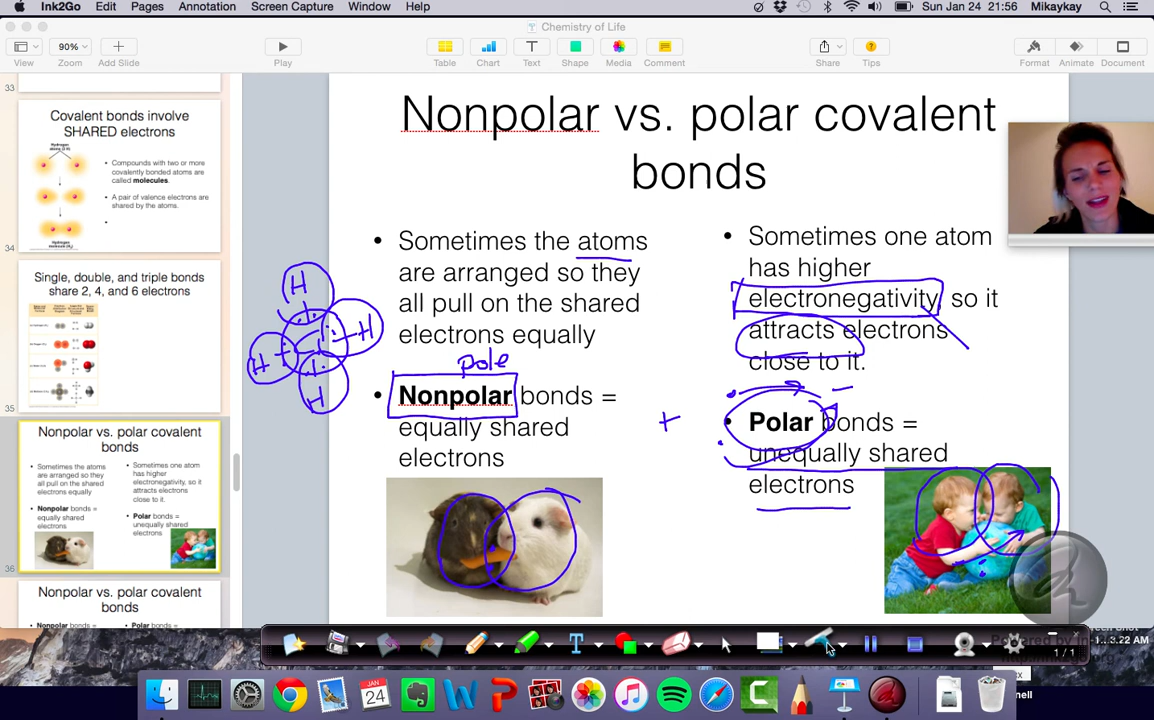 Ink2Go Edit Pages Annotation Screen Capture Window Help Sun Jan 24 21:56 Mikaykay
Chemistry of Life
90%
View Zoom Add Slide Play Table Chart Text Shape Media Comment Share Tips Format Animate Document
33
Covalent bonds involve
SHARED electrons
• Compounds with two or more
covalently bonded atoms are
called molecules.
• A pair of valence electrons are
shared by the atoms.
•
34
Single, double, and triple bonds
share 2, 4, and 6 electrons
35
Nonpolar vs. polar covalent
bonds
• Sometimes the atoms
are arranged so they
all pull on the shared
electrons equally
• Nonpolar bonds =
equally shared
electrons
• Sometimes one atom
has higher
electronegativity, so it
attracts electrons
close to it.
• Polar bonds =
unequally shared
electrons
36
Nonpolar vs. polar covalent
bonds
Nonpolar vs. polar covalent
bonds
• Sometimes the atoms
are arranged so they
all pull on the shared
electrons equally
pole
• Nonpolar bonds =
equally shared
electrons
H
H
H
H
• Sometimes one atom
has higher
electronegativity, so it
attracts electrons
close to it.
+ −
• Polar bonds =
unequally shared
electrons
1 / 1
JAN
24